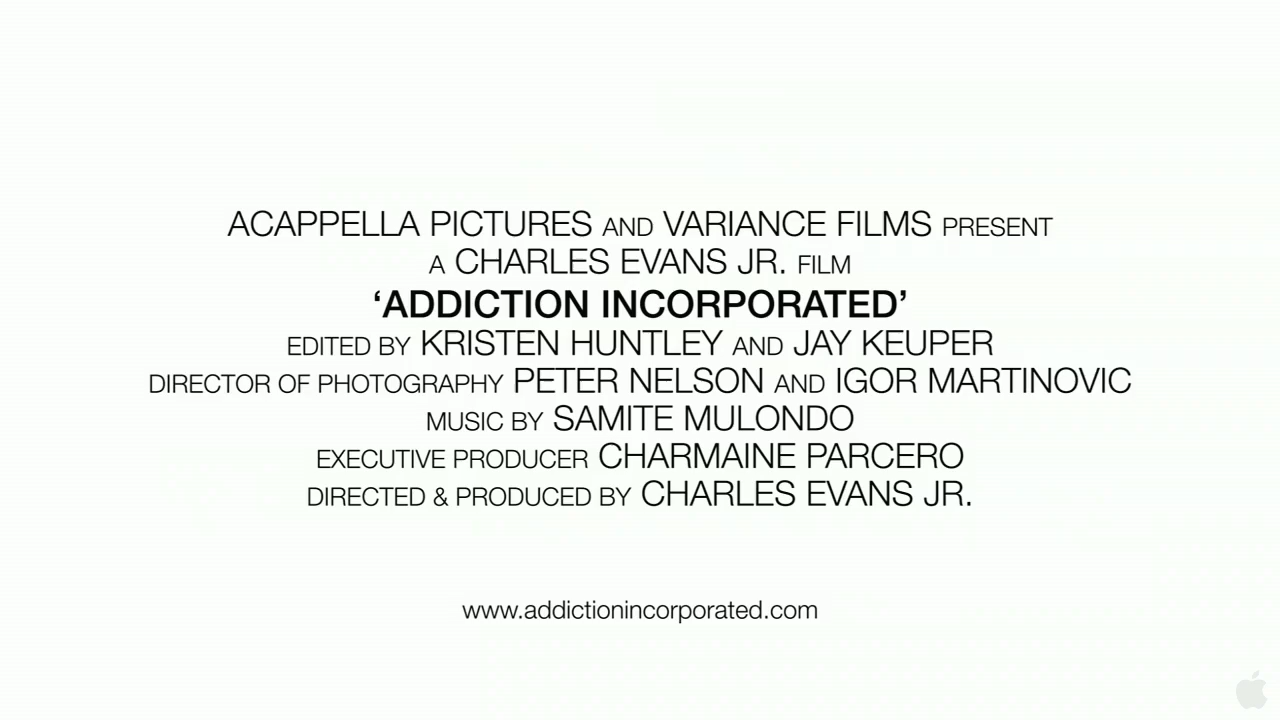 ACAPPELLA PICTURES AND VARIANCE FILMS PRESENT
A CHARLES EVANS JR. FILM
‘ADDICTION INCORPORATED’
EDITED BY KRISTEN HUNTLEY AND JAY KEUPER
DIRECTOR OF PHOTOGRAPHY PETER NELSON AND IGOR MARTINOVIC
MUSIC BY SAMITE MULONDO
EXECUTIVE PRODUCER CHARMAINE PARCERO
DIRECTED & PRODUCED BY CHARLES EVANS JR.
www.addictionincorporated.com